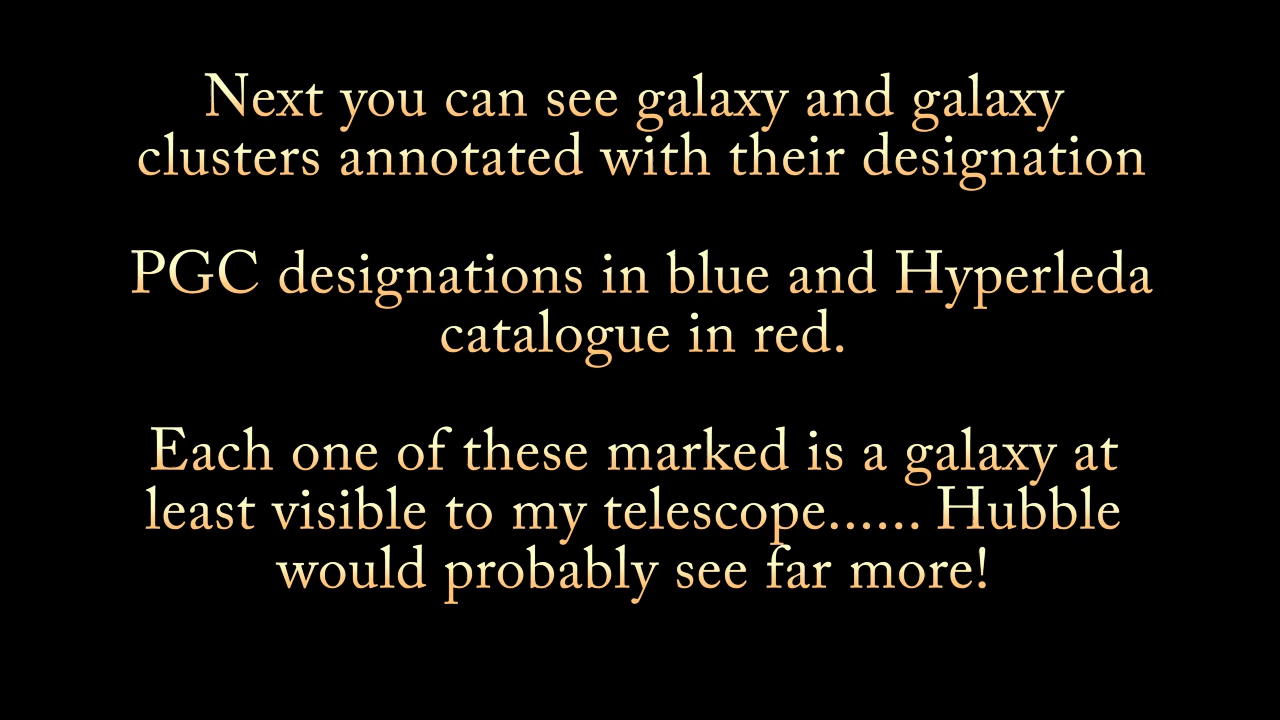 Next you can see galaxy and galaxy
clusters annotated with their designation
PGC designations in blue and Hyperleda
catalogue in red.
Each one of these marked is a galaxy at
least visible to my telescope...... Hubble
would probably see far more!